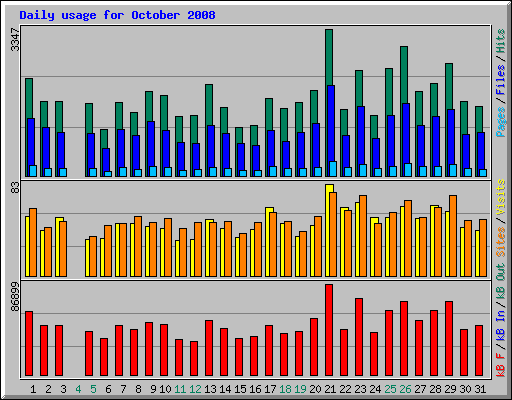 Daily usage for October 2008
3347
Pages / Files / Hits
83
Sites / Visits
86899
kB F / kB In / kB Out
1 2 3 4 5 6 7 8 9 10 11 12 13 14 15 16 17 18 19 20 21 22 23 24 25 26 27 28 29 30 31